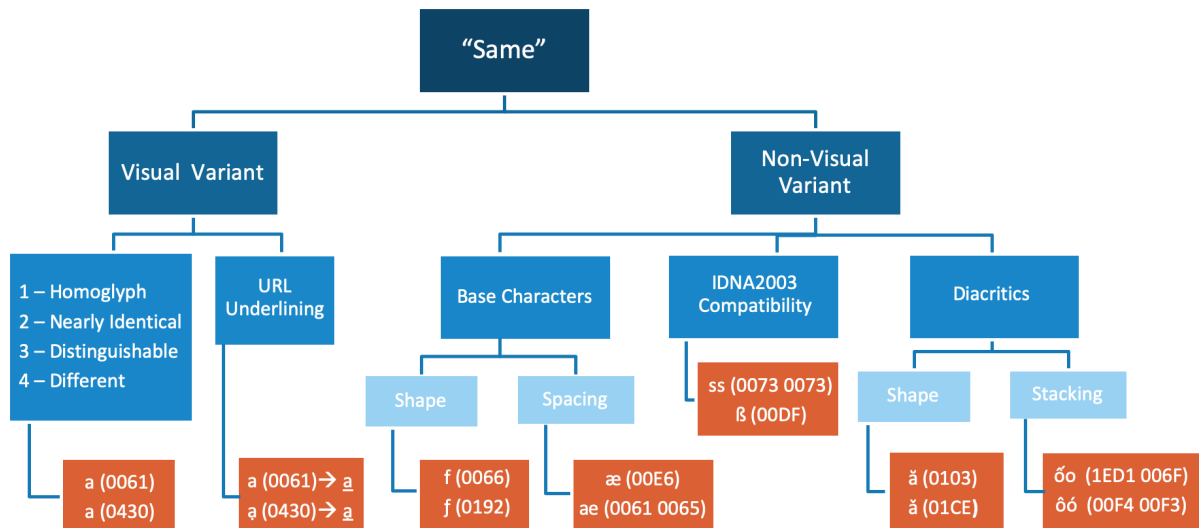 “Same”
Visual Variant
Non-Visual
Variant
1 – Homoglyph
2 – Nearly Identical
3 – Distinguishable
4 – Different
URL
Underlining
Base Characters
IDNA2003
Compatibility
Diacritics
Shape
Spacing
ss (0073 0073)
ß (00DF)
Shape
Stacking
a (0061)
а (0430)
a (0061)→ a
ạ (0430)→ a
f (0066)
ƒ (0192)
æ (00E6)
ae (0061 0065)
ă (0103)
ǎ (01CE)
ốo (1ED1 006F)
ôó (00F4 00F3)